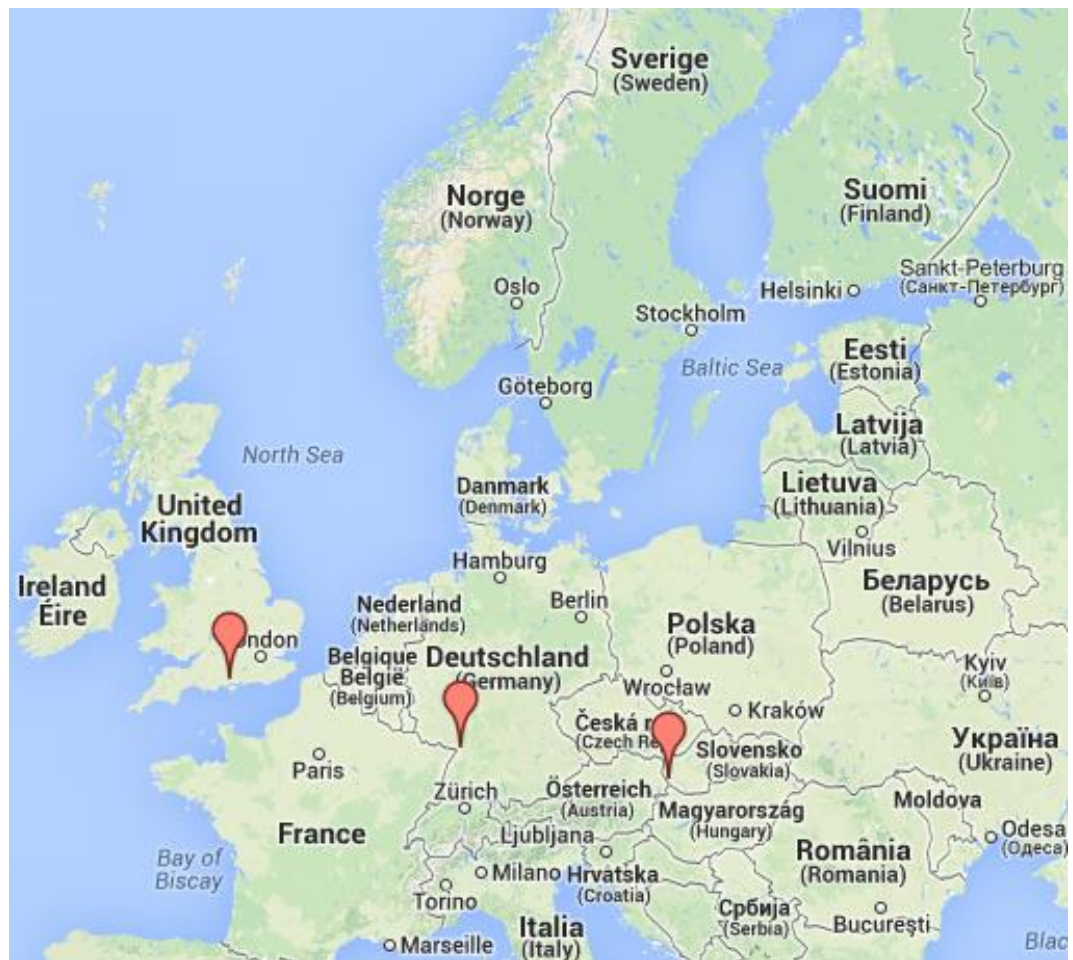 Sverige
(Sweden)
Norge
(Norway)
Suomi
(Finland)
Oslo
Helsinki
Sankt-Peterburg
(Санкт-Петербург)
Stockholm
Baltic Sea
Eesti
(Estonia)
Göteborg
Latvija
(Latvia)
North Sea
Danmark
(Denmark)
Lietuva
(Lithuania)
United
Kingdom
Vilnius
Hamburg
Ireland
Éire
Беларусь
(Belarus)
Nederland
(Netherlands)
Berlin
Polska
(Poland)
ndon
Belgique
België
(Belgium)
Deutschland
(Germany)
Wrocław
Kyiv
(Київ)
Kraków
Česká r
(Czech Re
Slovensko
(Slovakia)
Україна
(Ukraine)
Paris
Zürich
Österreich
(Austria)
Magyarország
(Hungary)
Moldova
France
Ljubljana
Odesa
(Одеса)
Bay of
Biscay
Milano
Hrvatska
(Croatia)
România
(Romania)
Torino
Србија
(Serbia)
București
Marseille
Italia
(Italy)
Blac